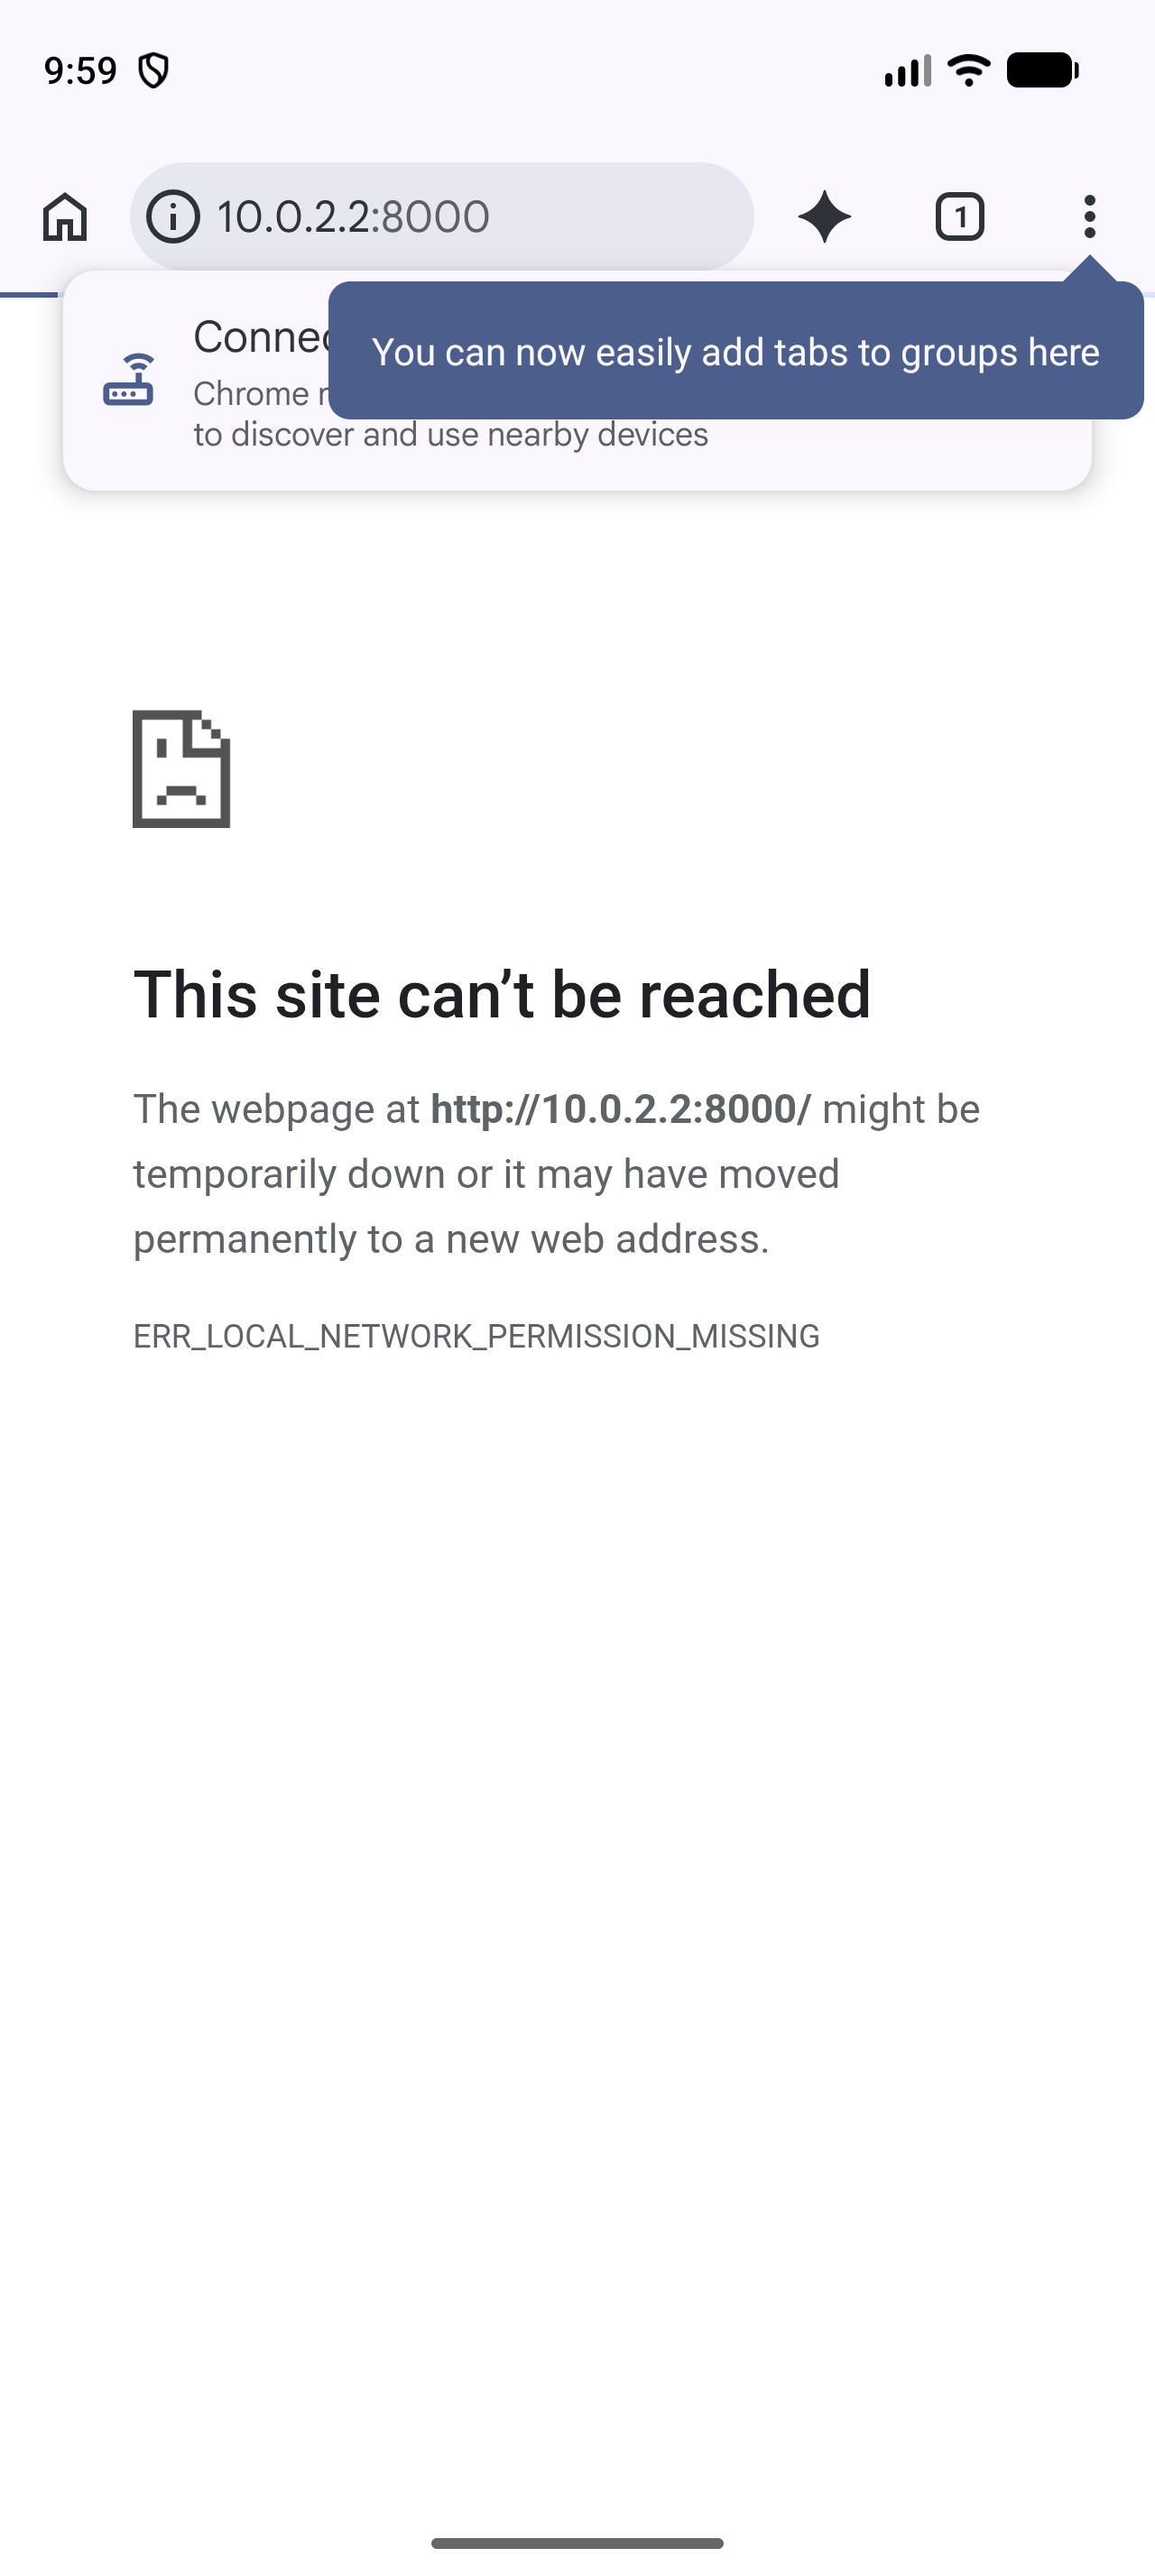 9:59
10.0.2.2:8000
1
You can now easily add tabs to groups here
Chrome
to discover and use nearby devices
This site can’t be reached
The webpage at http://10.0.2.2:8000/ might be
temporarily down or it may have moved
permanently to a new web address.
ERR_LOCAL_NETWORK_PERMISSION_MISSING